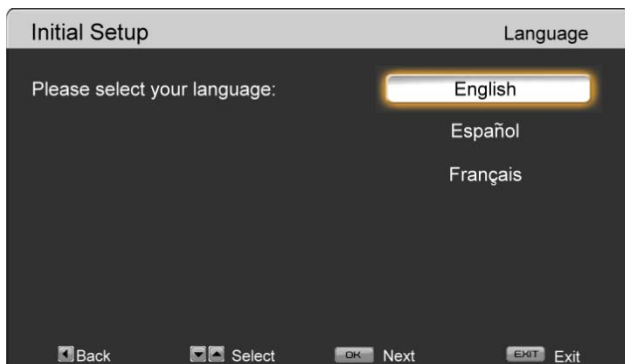 Initial Setup Language
Please select your language: English
Español
Français
Back Select OK Next EXIT Exit